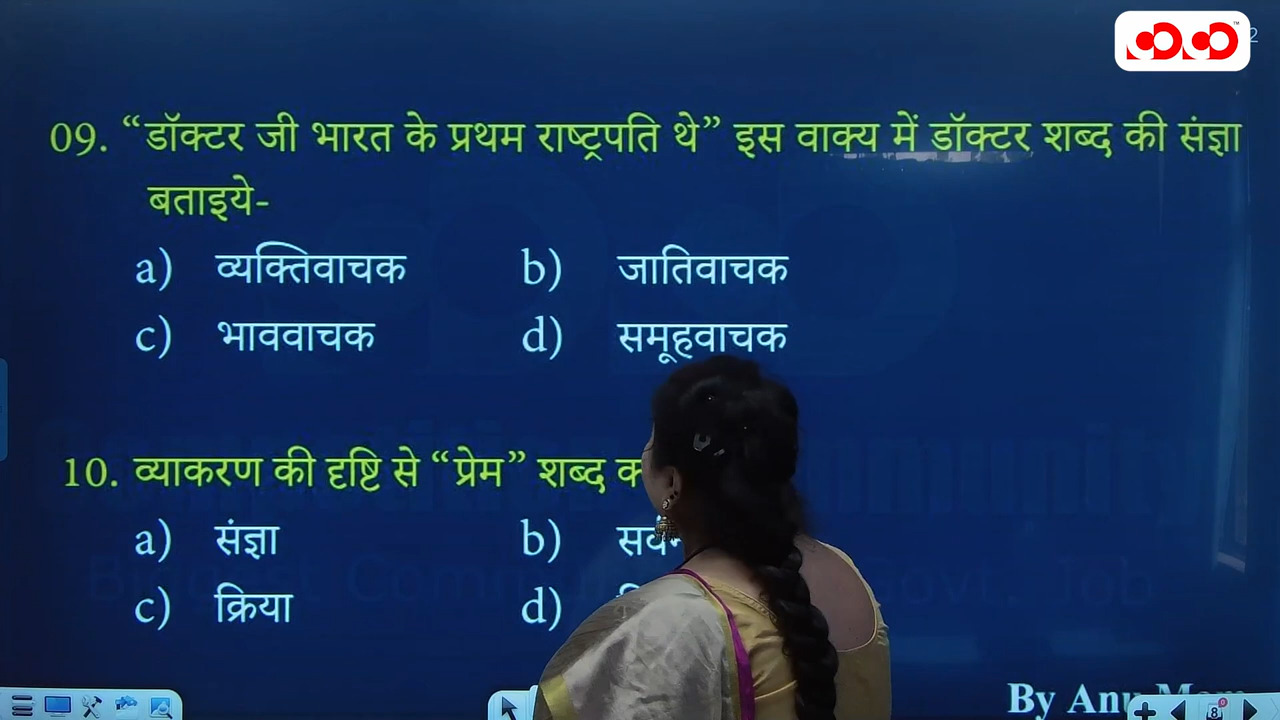 09. “डॉक्टर जी भारत के प्रथम राष्ट्रपति थे” इस वाक्य में डॉक्टर शब्द की संज्ञा
बताइये-
a) व्यक्तिवाचक b) जातिवाचक
c) भाववाचक d) समूहवाचक
10. व्याकरण की दृष्टि से “प्रेम” शब्द
a) संज्ञा b)
c) क्रिया d)
By Anu
8